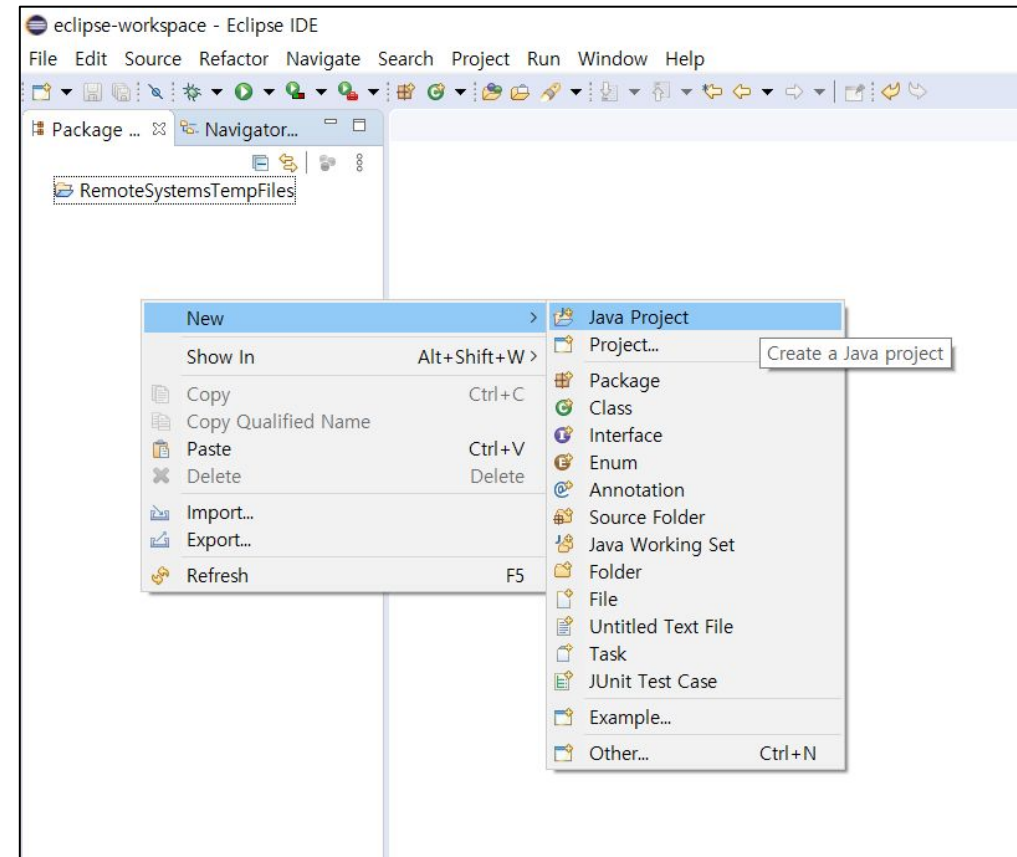 eclipse-workspace - Eclipse IDE
File Edit Source Refactor Navigate Search Project Run Window Help
Package ... Navigator...
RemoteSystemsTempFiles
New
Show In Alt+Shift+W
Copy Ctrl+C
Copy Qualified Name
Paste Ctrl+V
Delete Delete
Import...
Export...
Refresh F5
Java Project
Project...
Create a Java project
Package
Class
Interface
Enum
Annotation
Source Folder
Java Working Set
Folder
File
Untitled Text File
Task
JUnit Test Case
Example...
Other... Ctrl+N